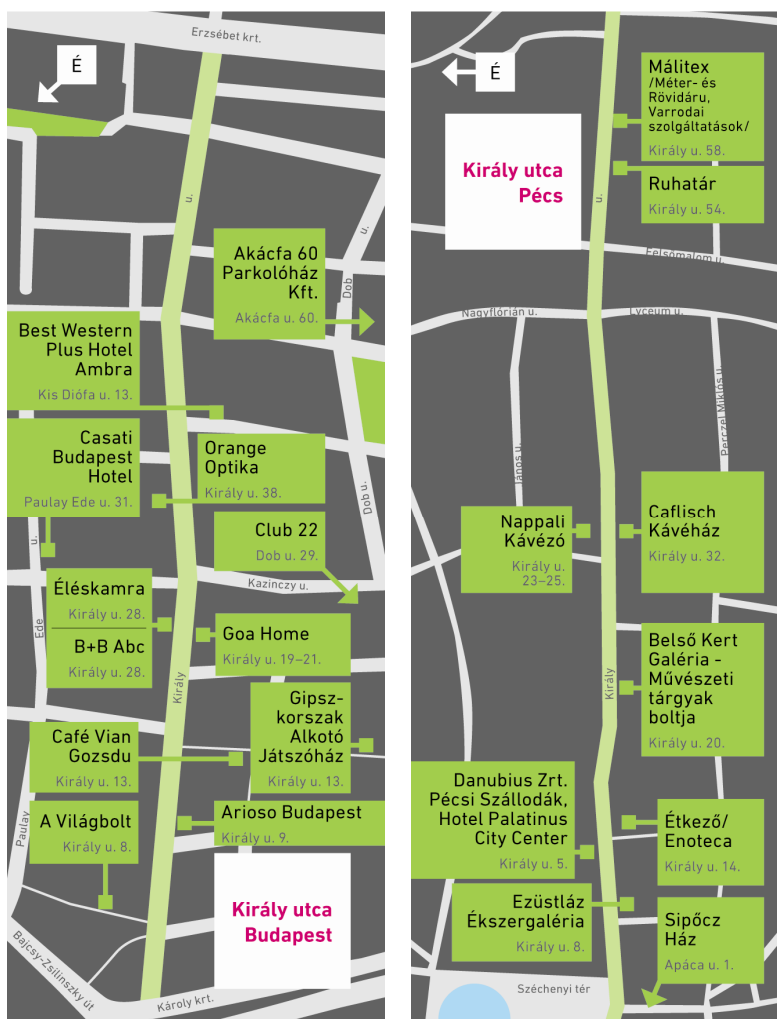 Erzsébet krt.
É
u.
u.
Akácfa 60
Parkolóház
Kft.
Akácfa u. 60.
Dob
Best Western
Plus Hotel
Ambra
Kis Diófa u. 13.
Casati
Budapest
Hotel
Paulay Ede u. 31.
Orange
Optika
Király u. 38.
Dob u.
Club 22
Dob u. 29.
u.
Kazinczy u.
Éléskamra
Király u. 28.
B+B Abc
Király u. 28.
Ede
Goa Home
Király u. 19–21.
Király
Gipsz-
korszak
Alkotó
Játszóház
Király u. 13.
Café Vian
Gozsdu
Király u. 13.
Paulay
A Világbolt
Király u. 8.
Arioso Budapest
Király u. 9.
Király utca
Budapest
Bajcsy-Zsilinszky út
Károly krt.
É
Málitex
/Méter- és
Rövidáru,
Varrodai
szolgáltatások/
Király u. 58.
Király utca
Pécs
Ruhatár
Király u. 54.
u.
Felsőmalom u.
Nagyflórián u.
Lyceum u.
Perczel Miklós u.
János u.
Nappali
Kávézó
Király u.
23–25.
Caflisch
Kávéház
Király u. 32.
Király
Belső Kert
Galéria -
Művészeti
tárgyak
boltja
Király u. 20.
Danubius Zrt.
Pécsi Szállodák,
Hotel Palatinus
City Center
Király u. 5.
Étkező/
Enoteca
Király u. 14.
Ezüstláz
Ékszergaléria
Király u. 8.
Sipőcz
Ház
Apáca u. 1.
Széchenyi tér